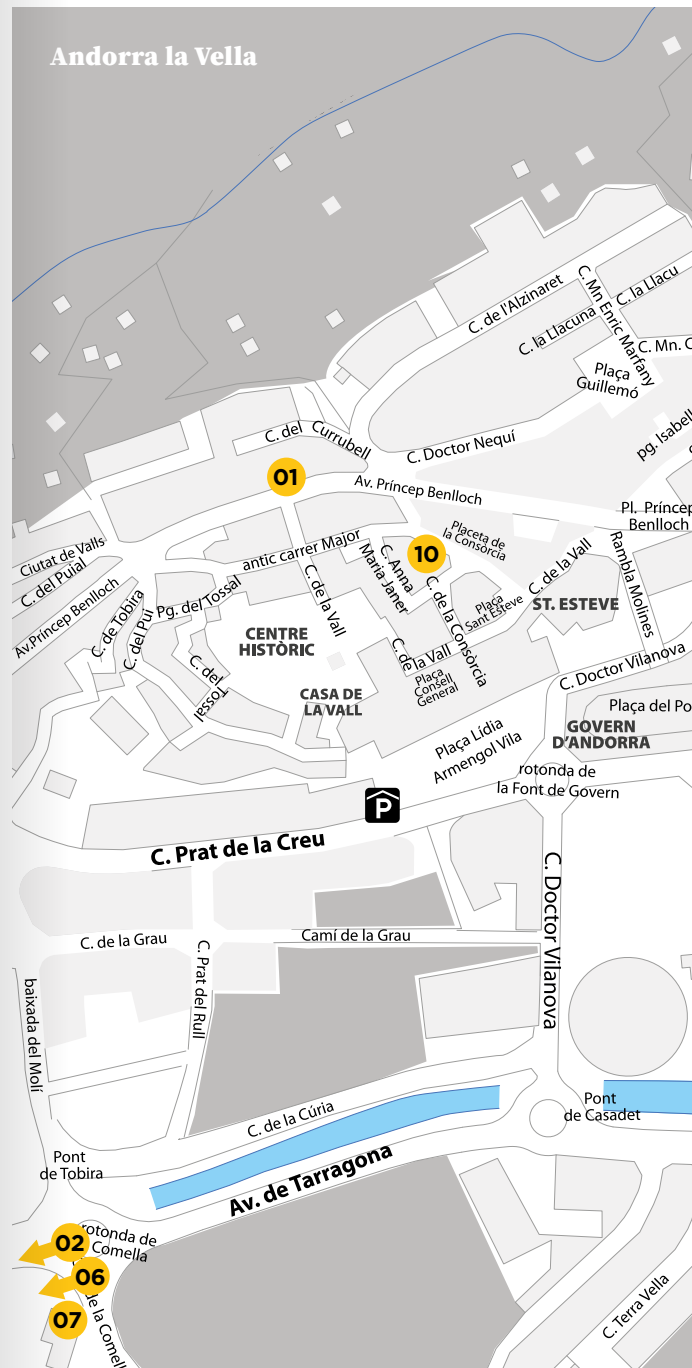 Andorra la Vella
C. de l'Alzinaret
C. Mn Enric Marfany
C. la Llacu
C. la Llacuna
C. Mn. C
Plaça
Guillemó
pg. Isabell
C. del Currubell
C. Doctor Nequí
01
Av. Príncep Benlloch
Pl. Príncep
Benlloch
Placeta de
la Consòrcia
10
antic carrer Major
Ciutat de Valls
C. del Puial
Av.Príncep Benlloch
C. de Tobira
C. del Pui
Pg. del Tossal
C. de la Vall
C. Anna
Maria Janer
C. de la Consòrcia
Plaça
Sant Esteve
C. de la Vall
ST. ESTEVE
Rambla Molines
CENTRE
HISTÒRIC
C. del
Tossal
CASA DE
LA VALL
C. de la Vall
Plaça
Consell
General
C. Doctor Vilanova
Plaça del Po
GOVERN
D'ANDORRA
Plaça Lídia
Armengol Vila
rotonda de
la Font de Govern
P
C. Prat de la Creu
C. Doctor Vilanova
C. de la Grau
Camí de la Grau
C. Prat del Rull
baixada del Molí
C. de la Cúria
Pont
de Casadet
Pont
de Tobira
Av. de Tarragona
rotonda de
Comella
02
06
de la Comell
07
C. Terra Vella